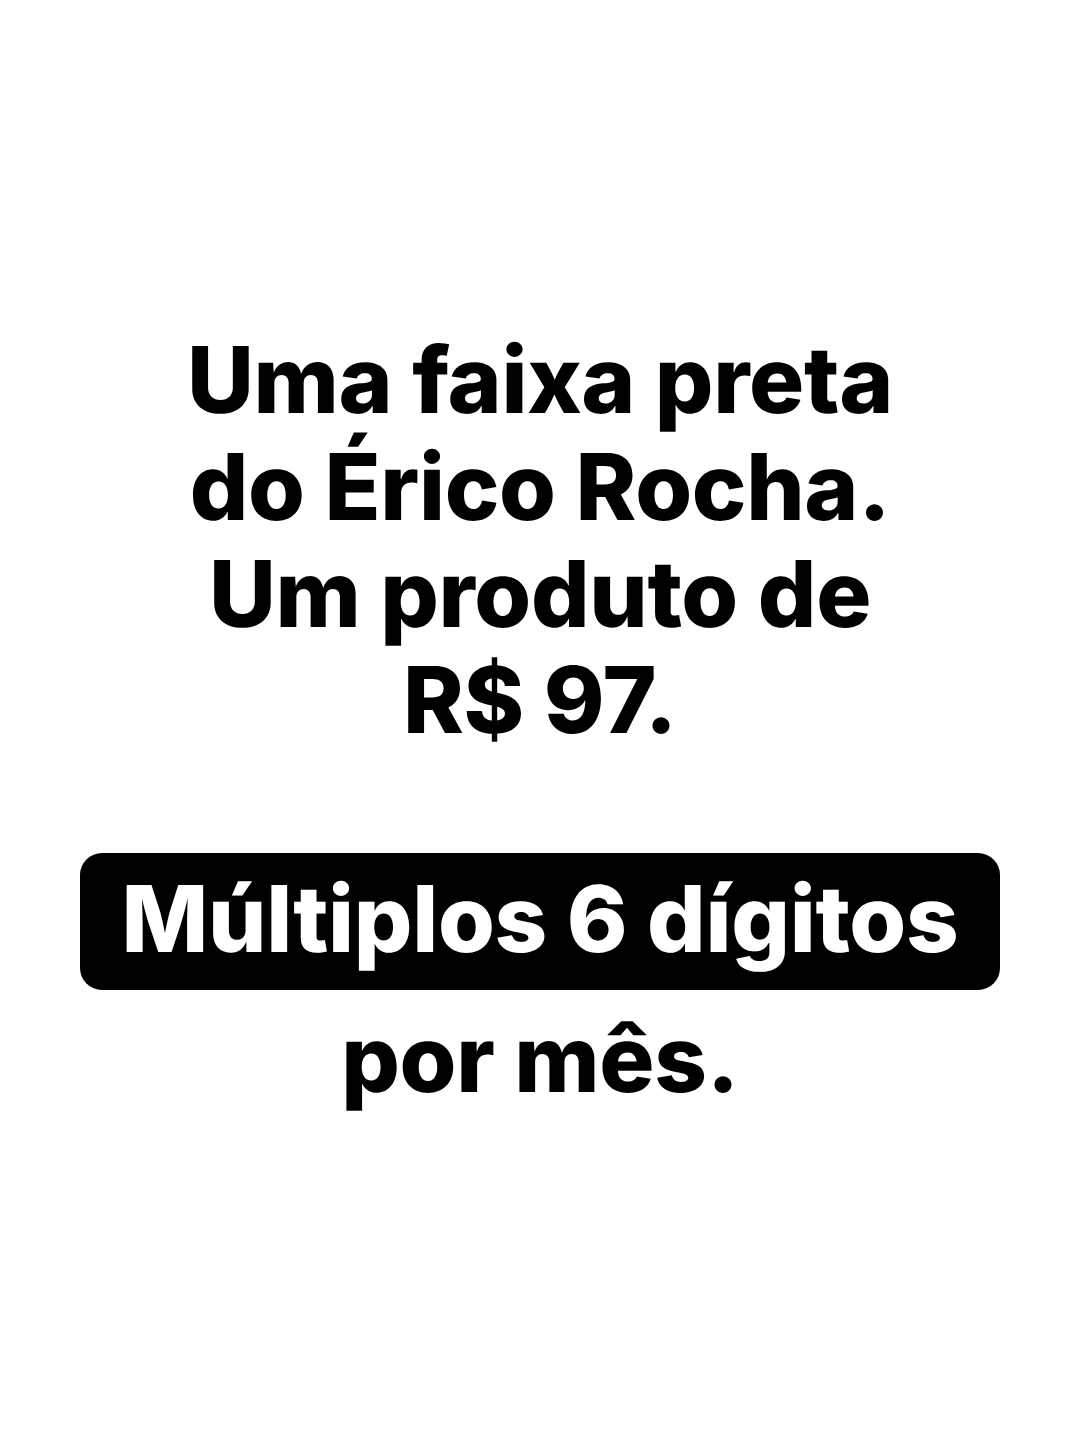 Uma faixa preta
do Érico Rocha.
Um produto de
R$ 97.
Múltiplos 6 dígitos
por mês.